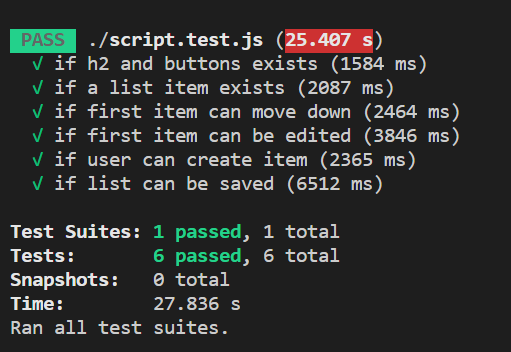 PASS ./script.test.js (25.407 s)
√ if h2 and buttons exists (1584 ms)
√ if a list item exists (2087 ms)
√ if first item can move down (2464 ms)
√ if first item can be edited (3846 ms)
√ if user can create item (2365 ms)
√ if list can be saved (6512 ms)
Test Suites: 1 passed, 1 total
Tests: 6 passed, 6 total
Snapshots: 0 total
Time: 27.836 s
Ran all test suites.